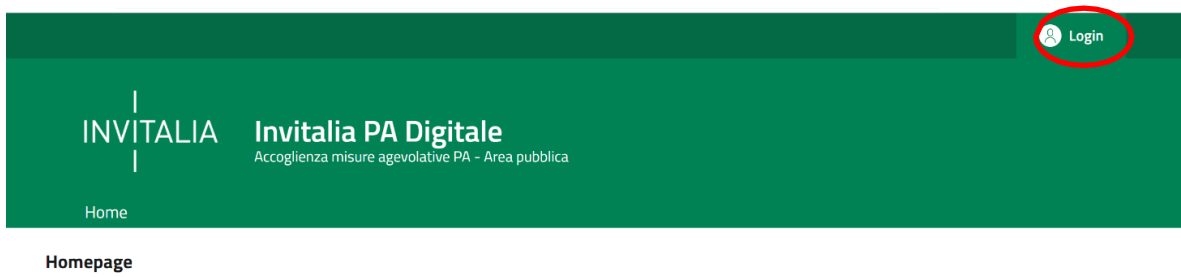 Login
INVITALIA
Invitalia PA Digitale
Accoglienza misure agevolative PA - Area pubblica
Home
Homepage